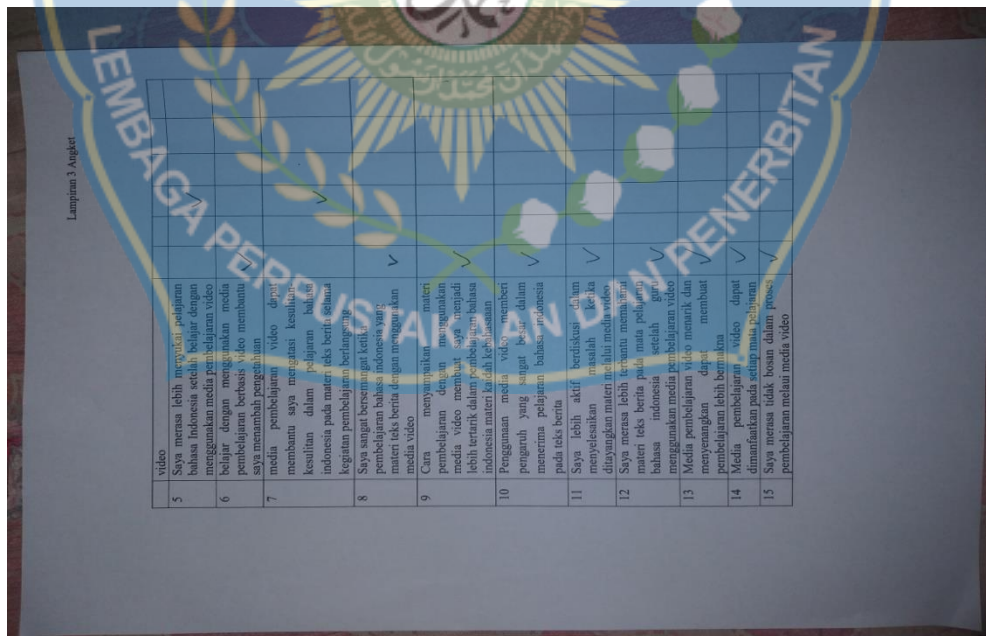 Lampiran 3 Angket
video
5 Saya merasa lebih menyukai pelajaran
bahasa Indonesia setelah belajar dengan
menggunakan media pembelajaran video
6 belajar dengan menggunakan media
pembelajaran berbasis video membantu
saya menambah pengetahuan
7 media pembelajaran video dapat
membantu saya mengatasi kesulitan-
kesulitan dalam pelajaran bahasa
indonesia pada materi teks berita selama
kegiatan pembelajarn berlangsung
8 Saya sangat bersemangat ketika
pembelajaran bahasa indonesia yang
materi teks berita dengan menggunakan
media video
9 Cara menyampaikan materi
pembelajaran dengan menggunakan
media video membuat saya menjadi
lebih tertarik dalam pembelajaran bahasa
indonesia materi kaidah kebahasaan
10 Penggunaan media video memberi
pengaruh yang sangat besar dalam
menerima pelajaran bahasa indonesia
pada teks berita
11 Saya lebih aktif berdiskusi dalam
menyelesaikan masalah ketika
ditayangkan materi melalui media video
12 Saya merasa lebih terbantu memahami
materi teks berita pada mata pelajaran
bahasa indonesia setelah guru
menggunakan media pembelajaran video
13 Media pembelajaran video menarik dan
menyenangkan dapat membuat
pembelajaran lebih bermakna
14 Media pembelajaran video dapat
dimanfaatkan pada setiap mata pelajaran
15 Saya merasa tidak bosan dalam proses
pembelajaran melaui media video
LEMBAGA PERPUSTAKAAN DAN PENERBITAN